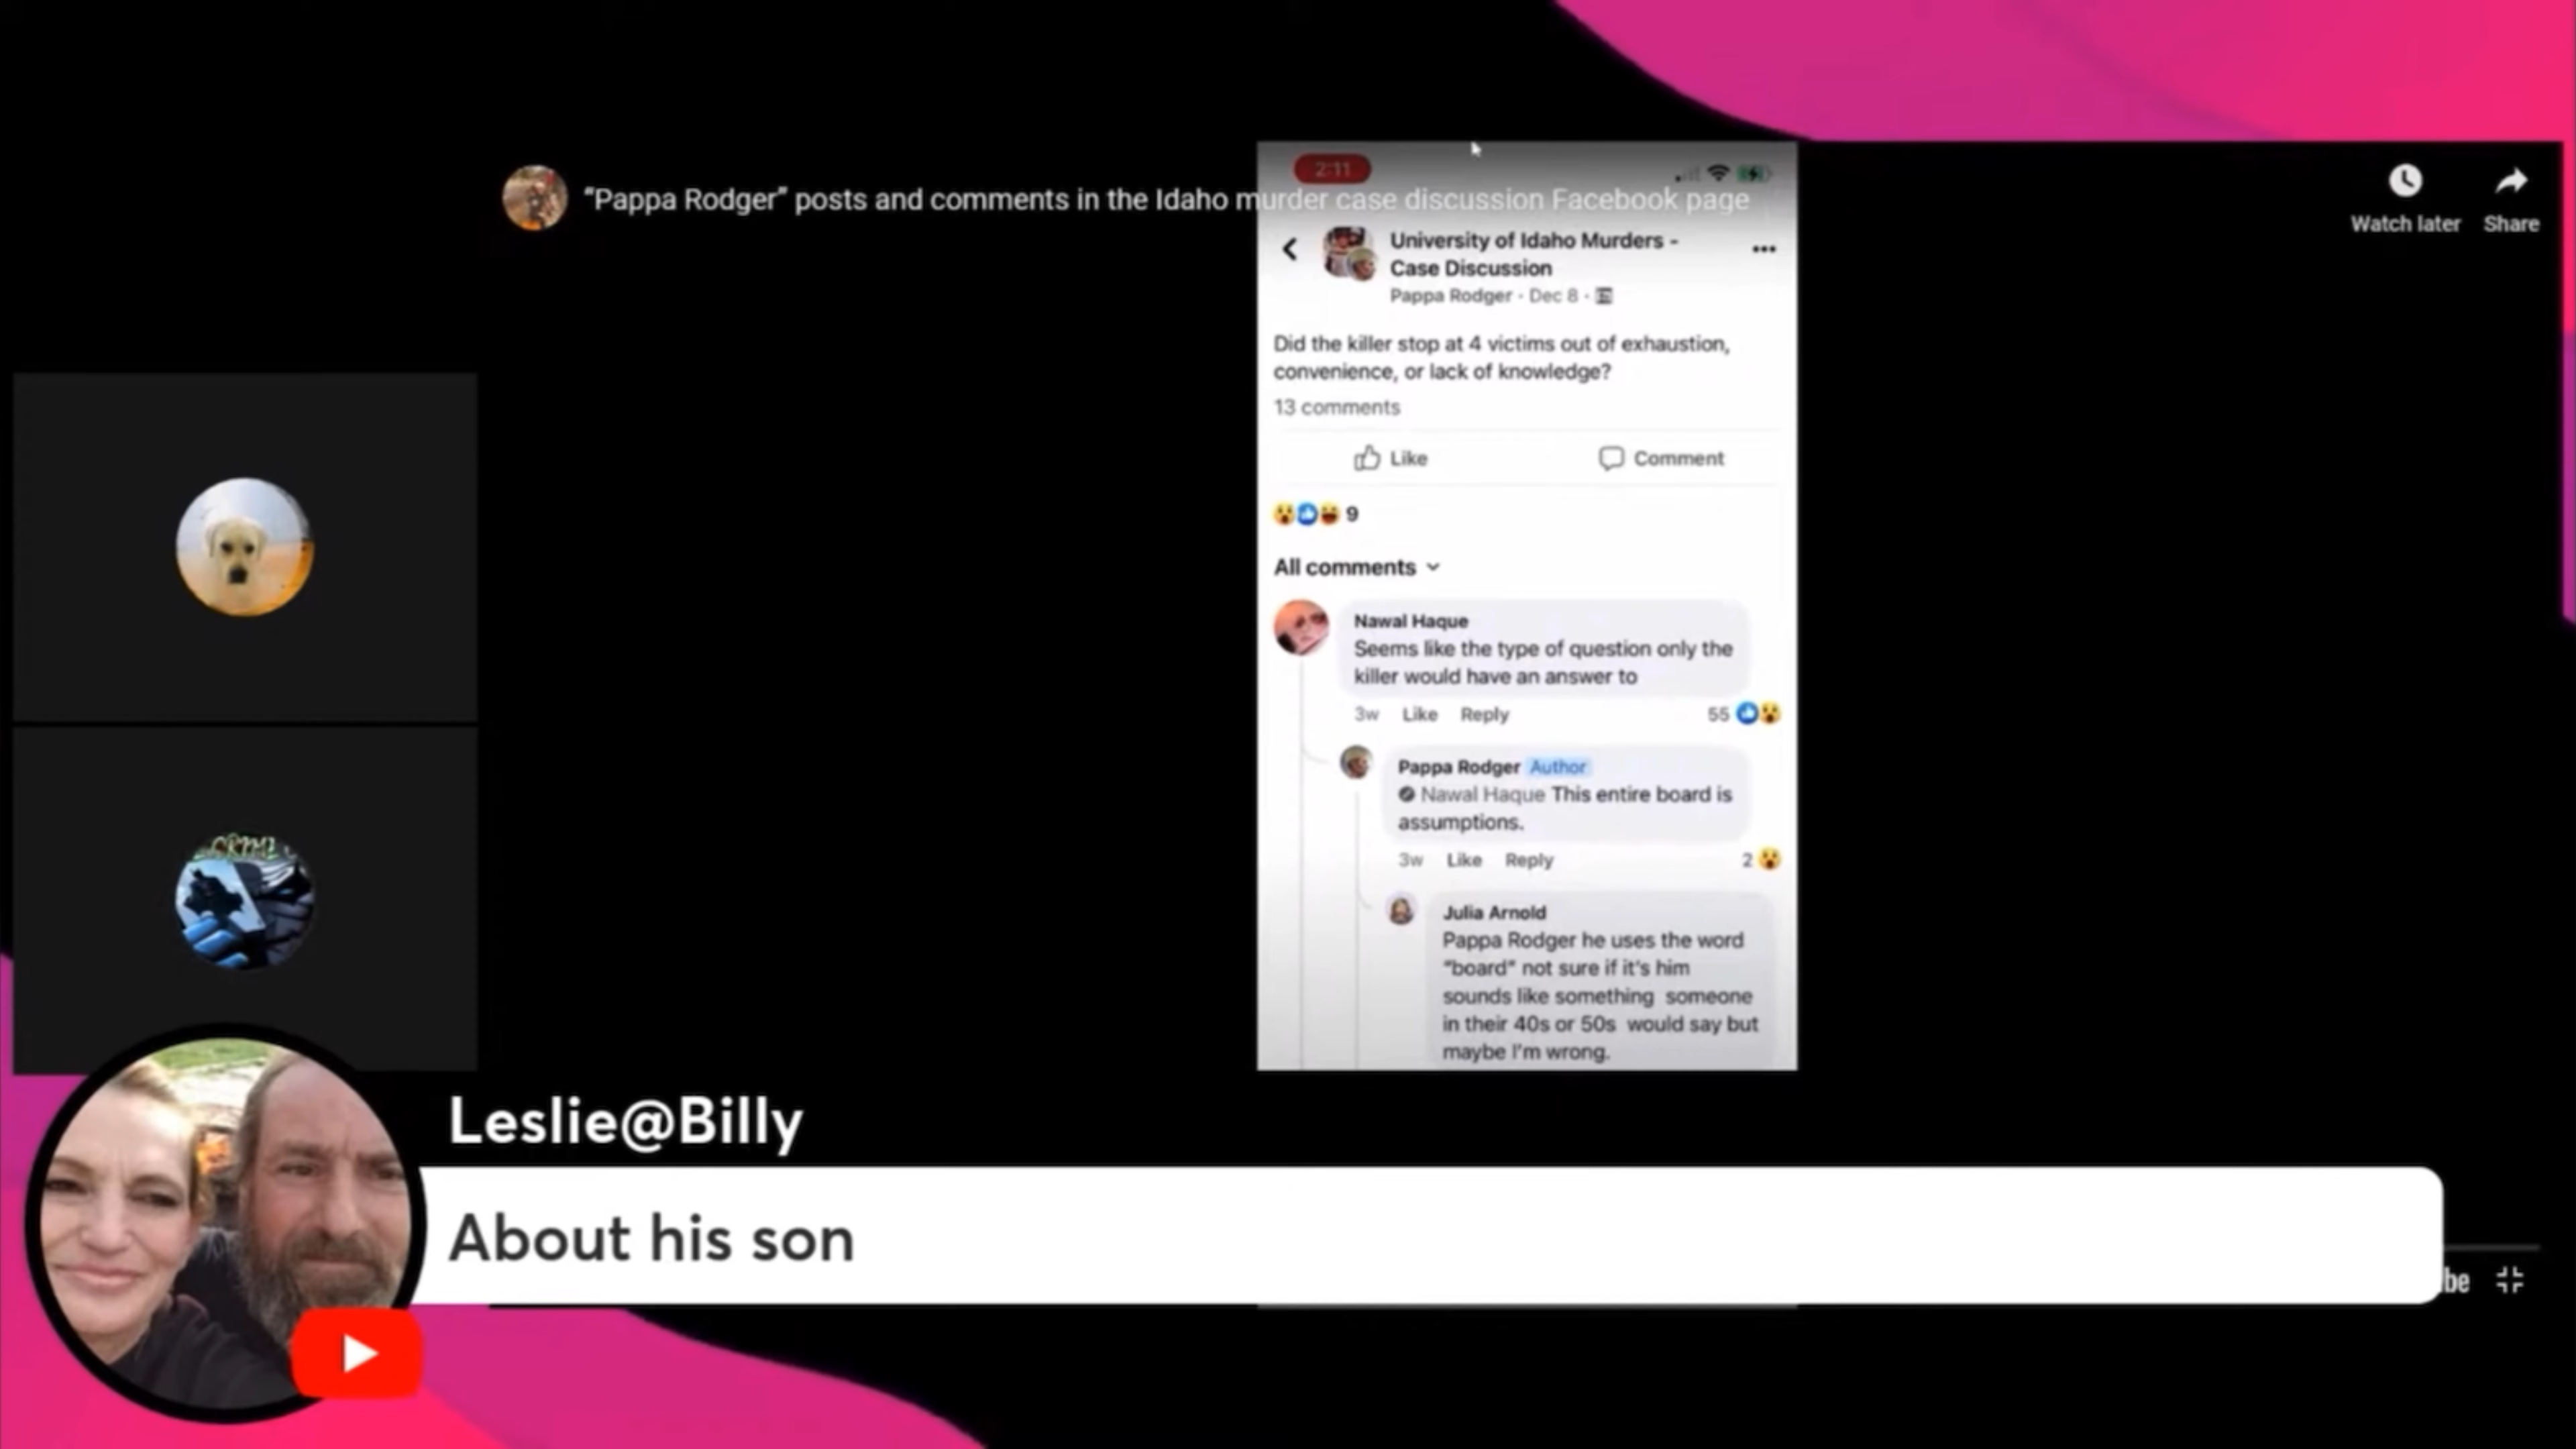 2:11
"Pappa Rodger" posts and comments in the Idaho murder case discussion Facebook page
Watch later
Share
University of Idaho Murders -
Case Discussion
Pappa Rodger · Dec 8 ·
Did the killer stop at 4 victims out of exhaustion,
convenience, or lack of knowledge?
13 comments
Like
Comment
9
All comments
Nawal Haque
Seems like the type of question only the
killer would have an answer to
3w Like Reply 55
Pappa Rodger Author
Nawal Haque This entire board is
assumptions.
3w Like Reply 2
Julia Arnold
Pappa Rodger he uses the word
"board" not sure if it's him
sounds like something someone
in their 40s or 50s would say but
maybe I'm wrong.
CRIME
Leslie@Billy
About his son
be